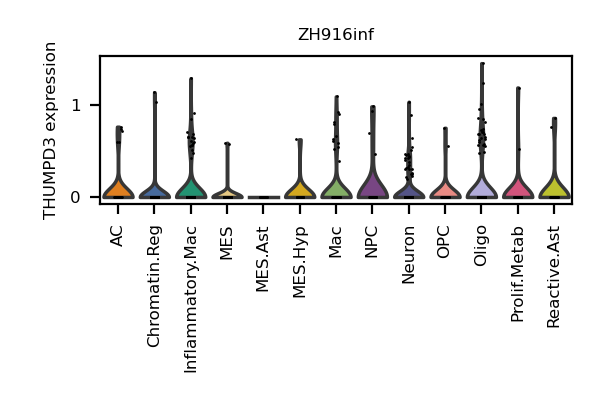 ZH916inf
THUMPD3 expression
1
0
AC
Chromatin.Reg
Inflammatory.Mac
MES
MES.Ast
MES.Hyp
Mac
NPC
Neuron
OPC
Oligo
Prolif.Metab
Reactive.Ast